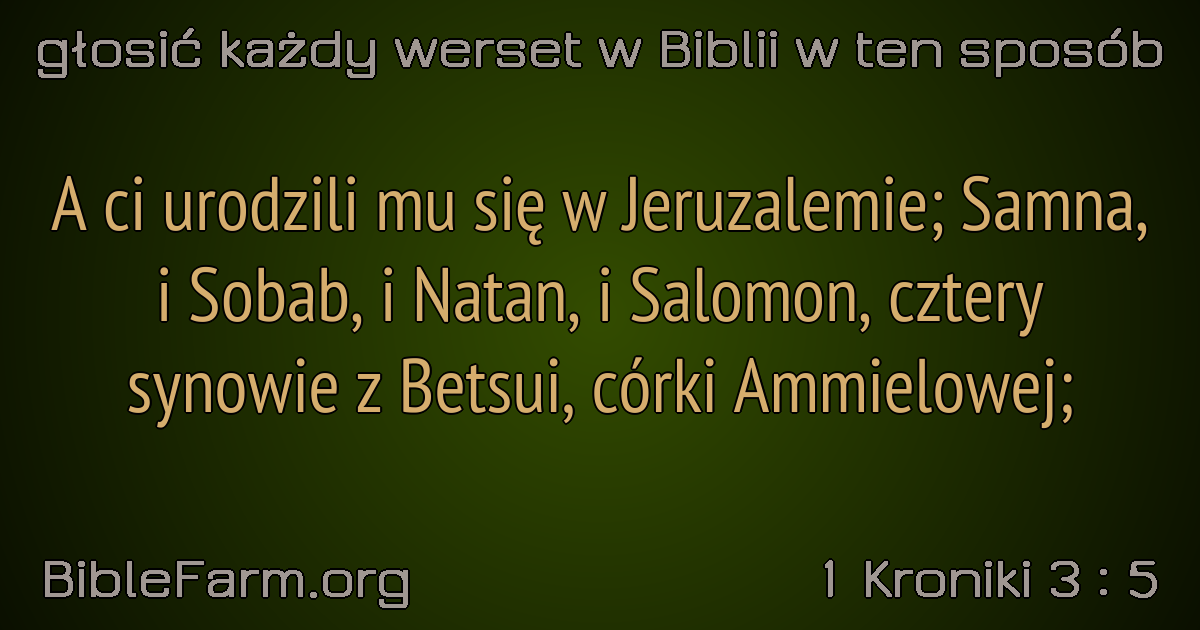 głosić każdy werset w Biblii w ten sposób
A ci urodzili mu się w Jeruzalemie; Samna,
i Sobab, i Natan, i Salomon, cztery
synowie z Betsui, córki Ammielowej;
BibleFarm.org
1 Kroniki 3 : 5